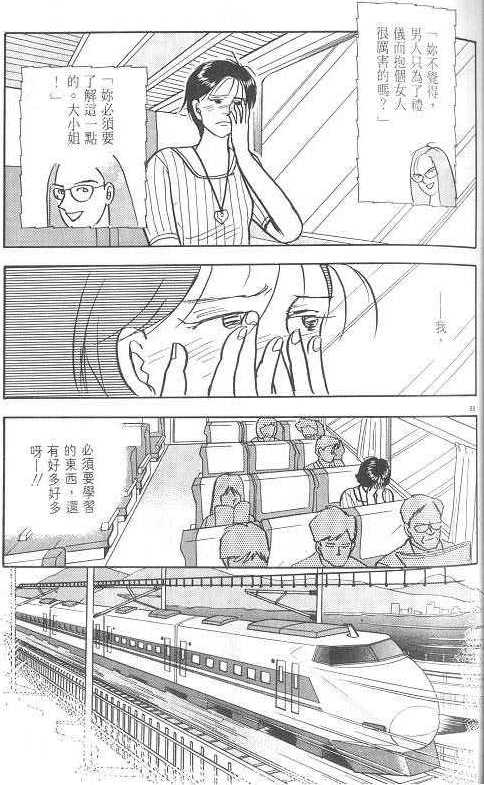 「妳不覺得，
男人只為了禮
儀而抱個女人
很厲害的嗎？」
「妳必須要
了解這一點
的。大小姐
！」
——我，
必須要學習
的東西，還
有好多好多
呀—!!